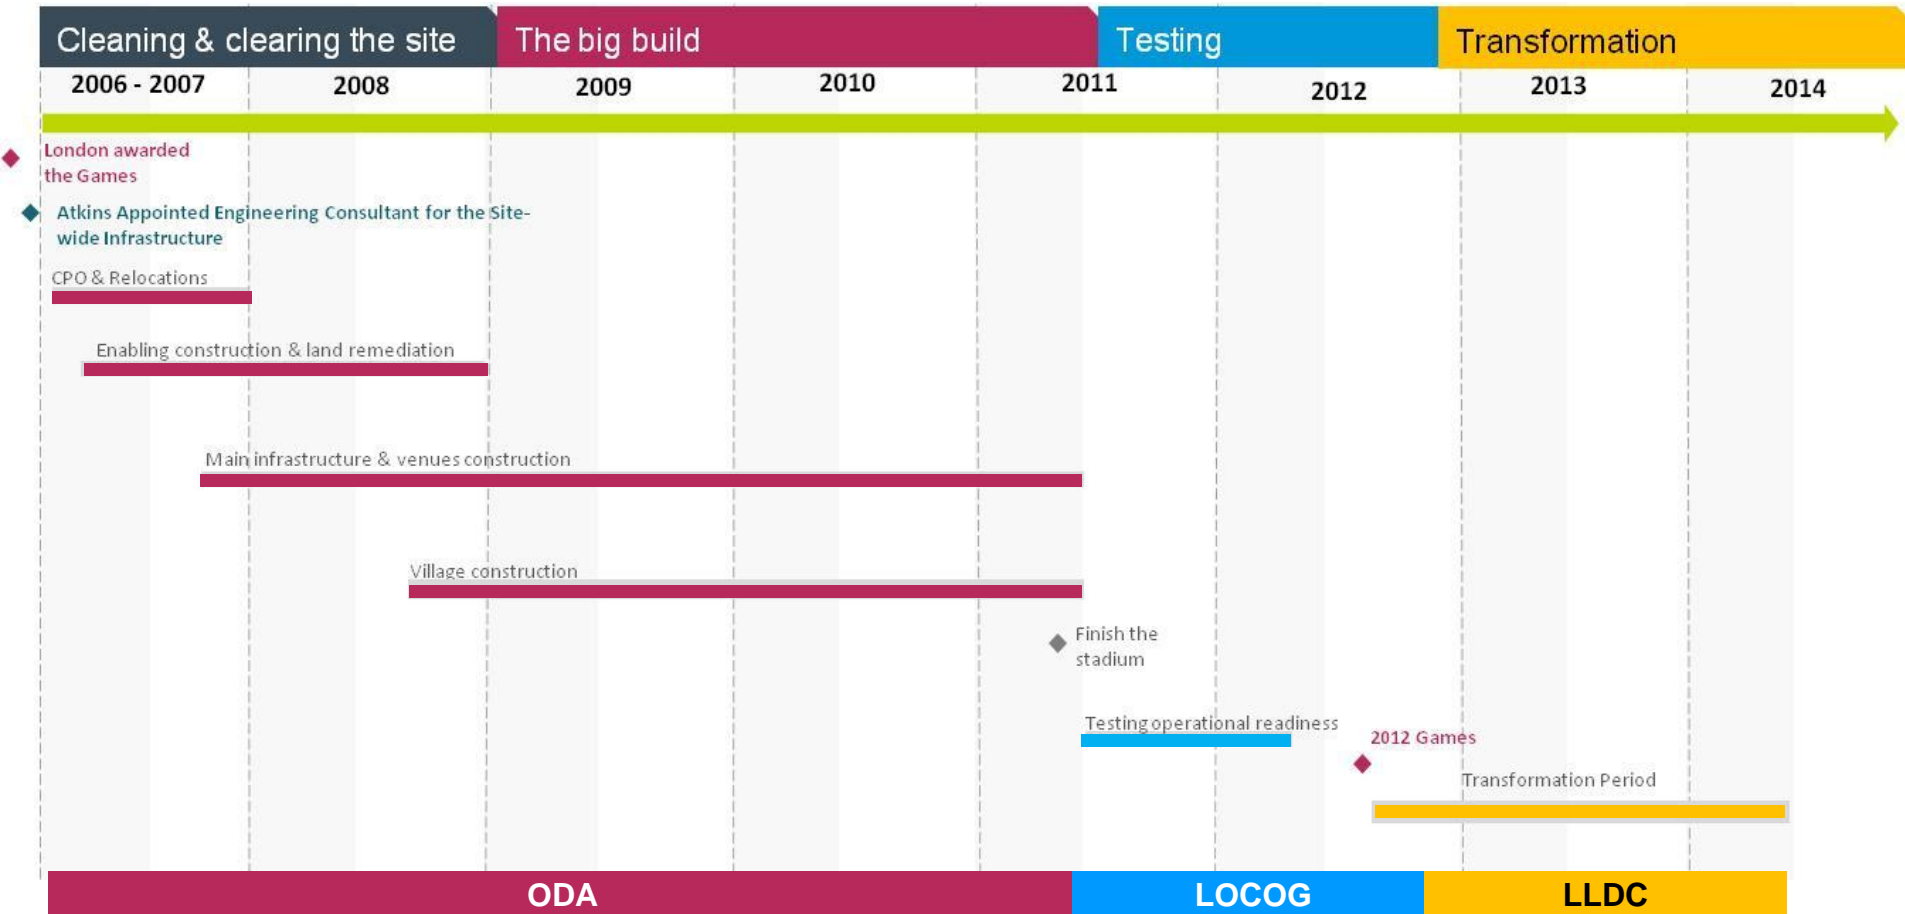 Cleaning & clearing the site
The big build
Testing
Transformation
2006 - 2007
2008
2009
2010
2011
2012
2013
2014
London awarded
the Games
Atkins Appointed Engineering Consultant for the Site-
wide Infrastructure
CPO & Relocations
Enabling construction & land remediation
Main infrastructure & venues construction
Village construction
Finish the
stadium
Testing operational readiness
2012 Games
Transformation Period
ODA
LOCOG
LLDC